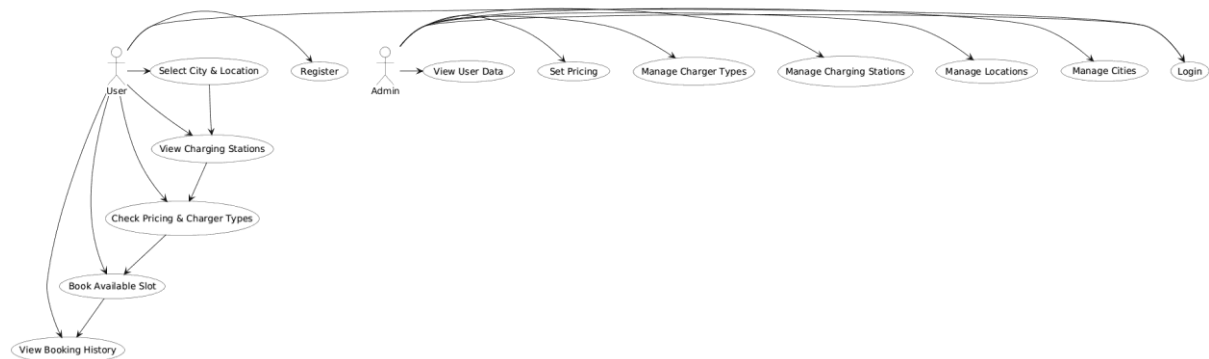 User
Select City & Location
Register
Admin
View User Data
Set Pricing
Manage Charger Types
Manage Charging Stations
Manage Locations
Manage Cities
Login
View Charging Stations
Check Pricing & Charger Types
Book Available Slot
View Booking History